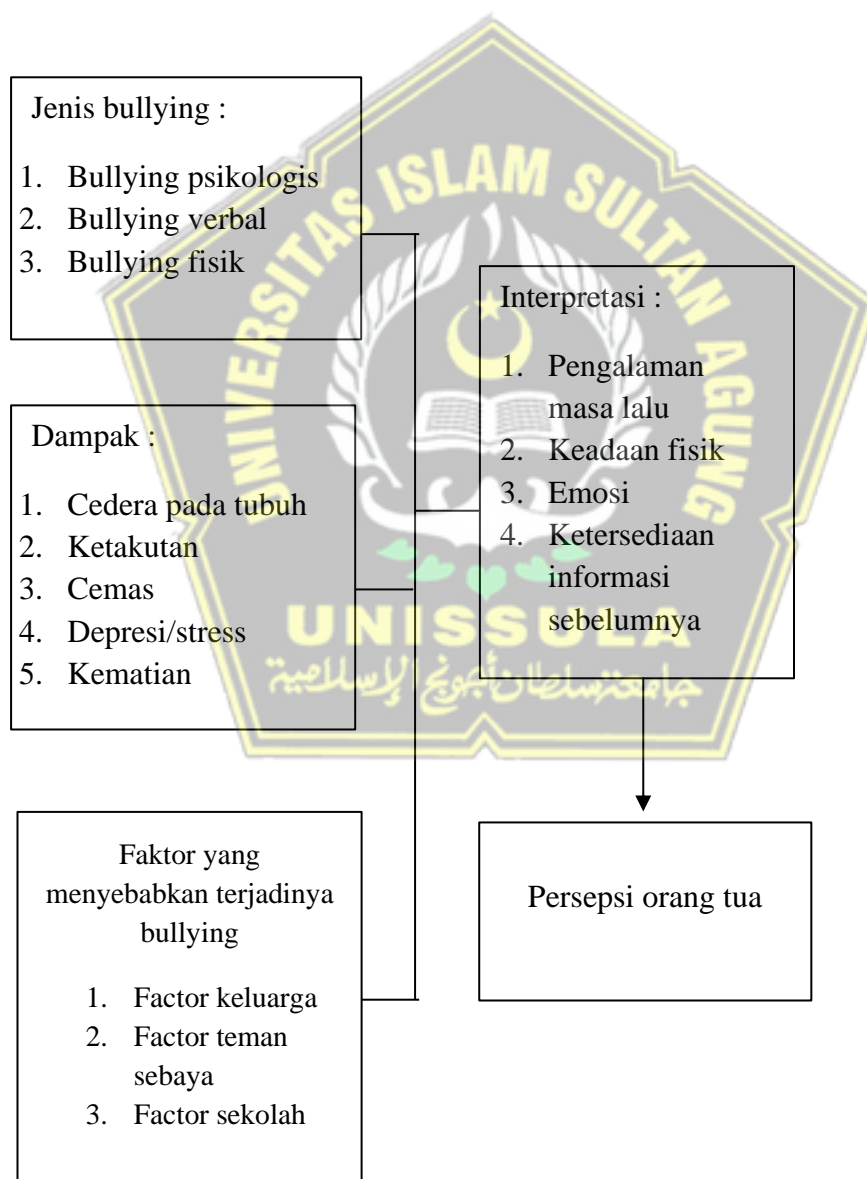 Jenis bullying :
1. Bullying psikologis
2. Bullying verbal
3. Bullying fisik
Dampak :
1. Cedera pada tubuh
2. Ketakutan
3. Cemas
4. Depresi/stress
5. Kematian
Faktor yang
menyebabkan terjadinya
bullying
1. Factor keluarga
2. Factor teman
sebaya
3. Factor sekolah
Interpretasi :
1. Pengalaman
masa lalu
2. Keadaan fisik
3. Emosi
4. Ketersediaan
informasi
sebelumnya
Persepsi orang tua
UNIVERSITAS ISLAM SULTAN AGUNG
UNISSULA
جامعتسلطان أجونج الإسلامية